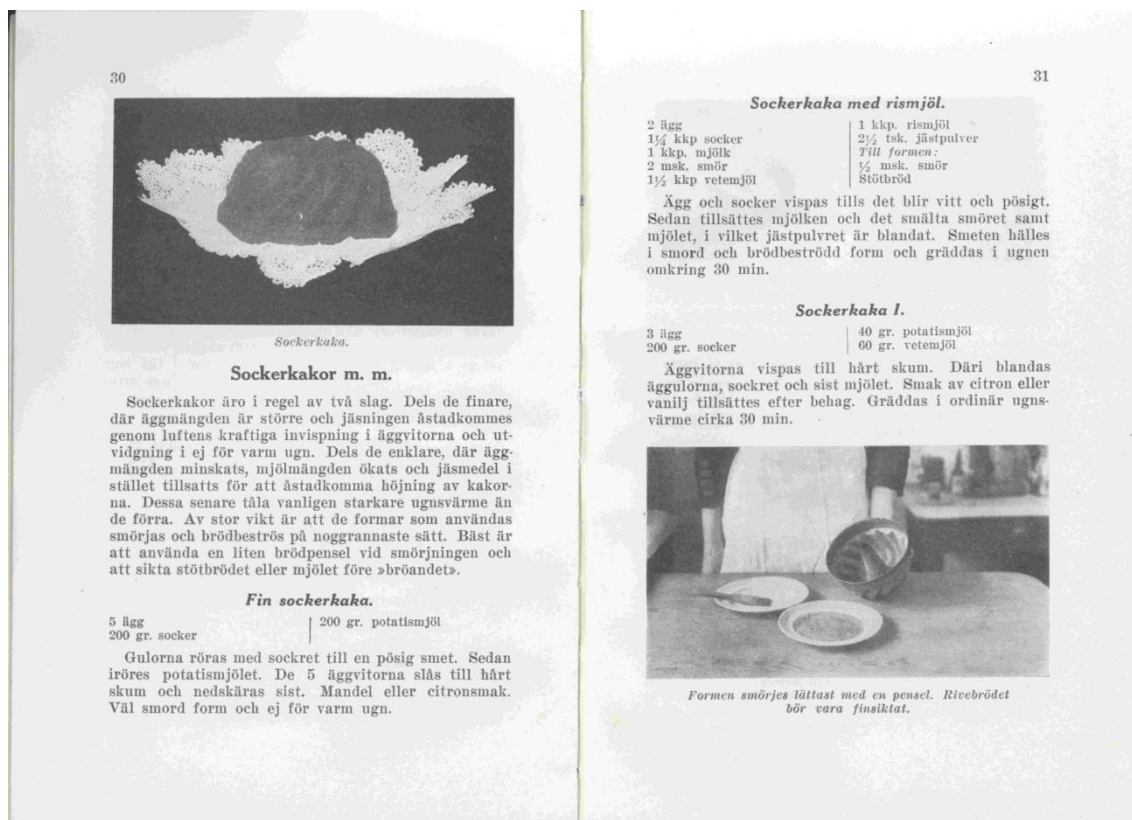 30
Sockerkaka.
Sockerkakor m. m.
Sockerkakor äro i regel av två slag. Dels de finare,
där äggmängden är större och jäsningen åstadkommes
genom luftens kraftiga invispning i äggvitorna och ut-
vidgning i ej för varm ugn. Dels de enklare, där ägg-
mängden minskats, mjölmängden ökats och jäsmedel i
stället tillsatts för att åstadkomma höjning av kakor-
na. Dessa senare tåla vanligen starkare ugnsvärme än
de förra. Av stor vikt är att de formar som användas
smörjas och brödbeströs på noggrannaste sätt. Bäst är
att använda en liten brödpensel vid smörjningen och
att sikta stötbrödet eller mjölet före »bröandet».
Fin sockerkaka.
5 ägg
200 gr. socker
200 gr. potatismjöl
Gulorna röras med sockret till en pösig smet. Sedan
iröres potatismjölet. De 5 äggvitorna slås till hårt
skum och nedskäras sist. Mandel eller citronsmak.
Väl smord form och ej för varm ugn.
31
Sockerkaka med rismjöl.
2 ägg
1¼ kkp socker
1 kkp. mjölk
2 msk. smör
1½ kkp vetemjöl
1 kkp. rismjöl
2½ tsk. jästpulver
Till formen:
½ msk. smör
Stötbröd
Ägg och socker vispas tills det blir vitt och pösigt.
Sedan tillsättes mjölken och det smälta smöret samt
mjölet, i vilket jästpulvret är blandat. Smeten hälles
i smord och brödbeströdd form och gräddas i ugnen
omkring 30 min.
Sockerkaka I.
3 ägg
200 gr. socker
40 gr. potatismjöl
60 gr. vetemjöl
Äggvitorna vispas till hårt skum. Däri blandas
äggulorna, sockret och sist mjölet. Smak av citron eller
vanilj tillsättes efter behag. Gräddas i ordinär ugns-
värme cirka 30 min.
Formen smörjes lättast med en pensel. Rivebrödet
bör vara finsiktat.